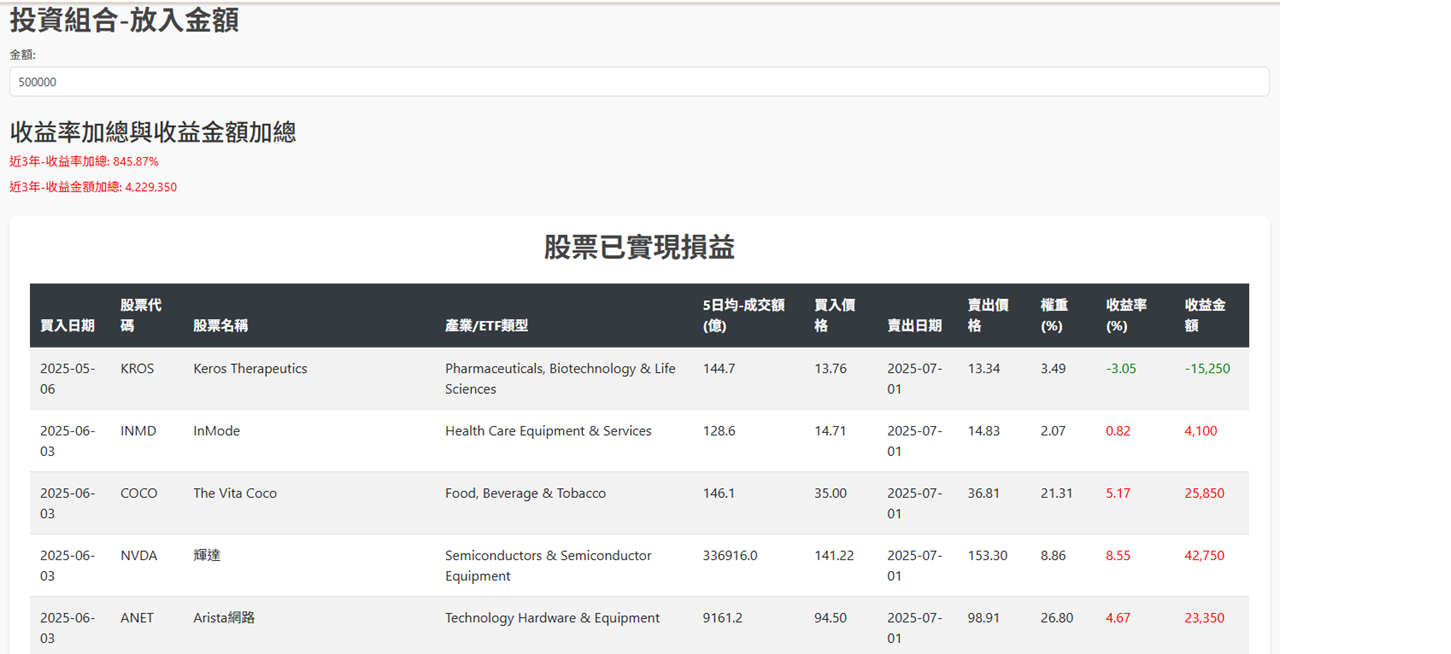 投資組合-放入金額
金額:
500000
收益率加總與收益金額加總
近3年-收益率加總: 845.87%
近3年-收益金額加總: 4,229,350
股票已實現損益
買入日期 股票代碼 股票名稱 產業/ETF類型 5日均-成交額(億) 買入價格 賣出日期 賣出價格 權重(%) 收益率(%) 收益金額
2025-05-06 KROS Keros Therapeutics Pharmaceuticals, Biotechnology & Life Sciences 144.7 13.76 2025-07-01 13.34 3.49 -3.05 -15,250
2025-06-03 INMD InMode Health Care Equipment & Services 128.6 14.71 2025-07-01 14.83 2.07 0.82 4,100
2025-06-03 COCO The Vita Coco Food, Beverage & Tobacco 146.1 35.00 2025-07-01 36.81 21.31 5.17 25,850
2025-06-03 NVDA 輝達 Semiconductors & Semiconductor Equipment 336916.0 141.22 2025-07-01 153.30 8.86 8.55 42,750
2025-06-03 ANET Arista網路 Technology Hardware & Equipment 9161.2 94.50 2025-07-01 98.91 26.80 4.67 23,350